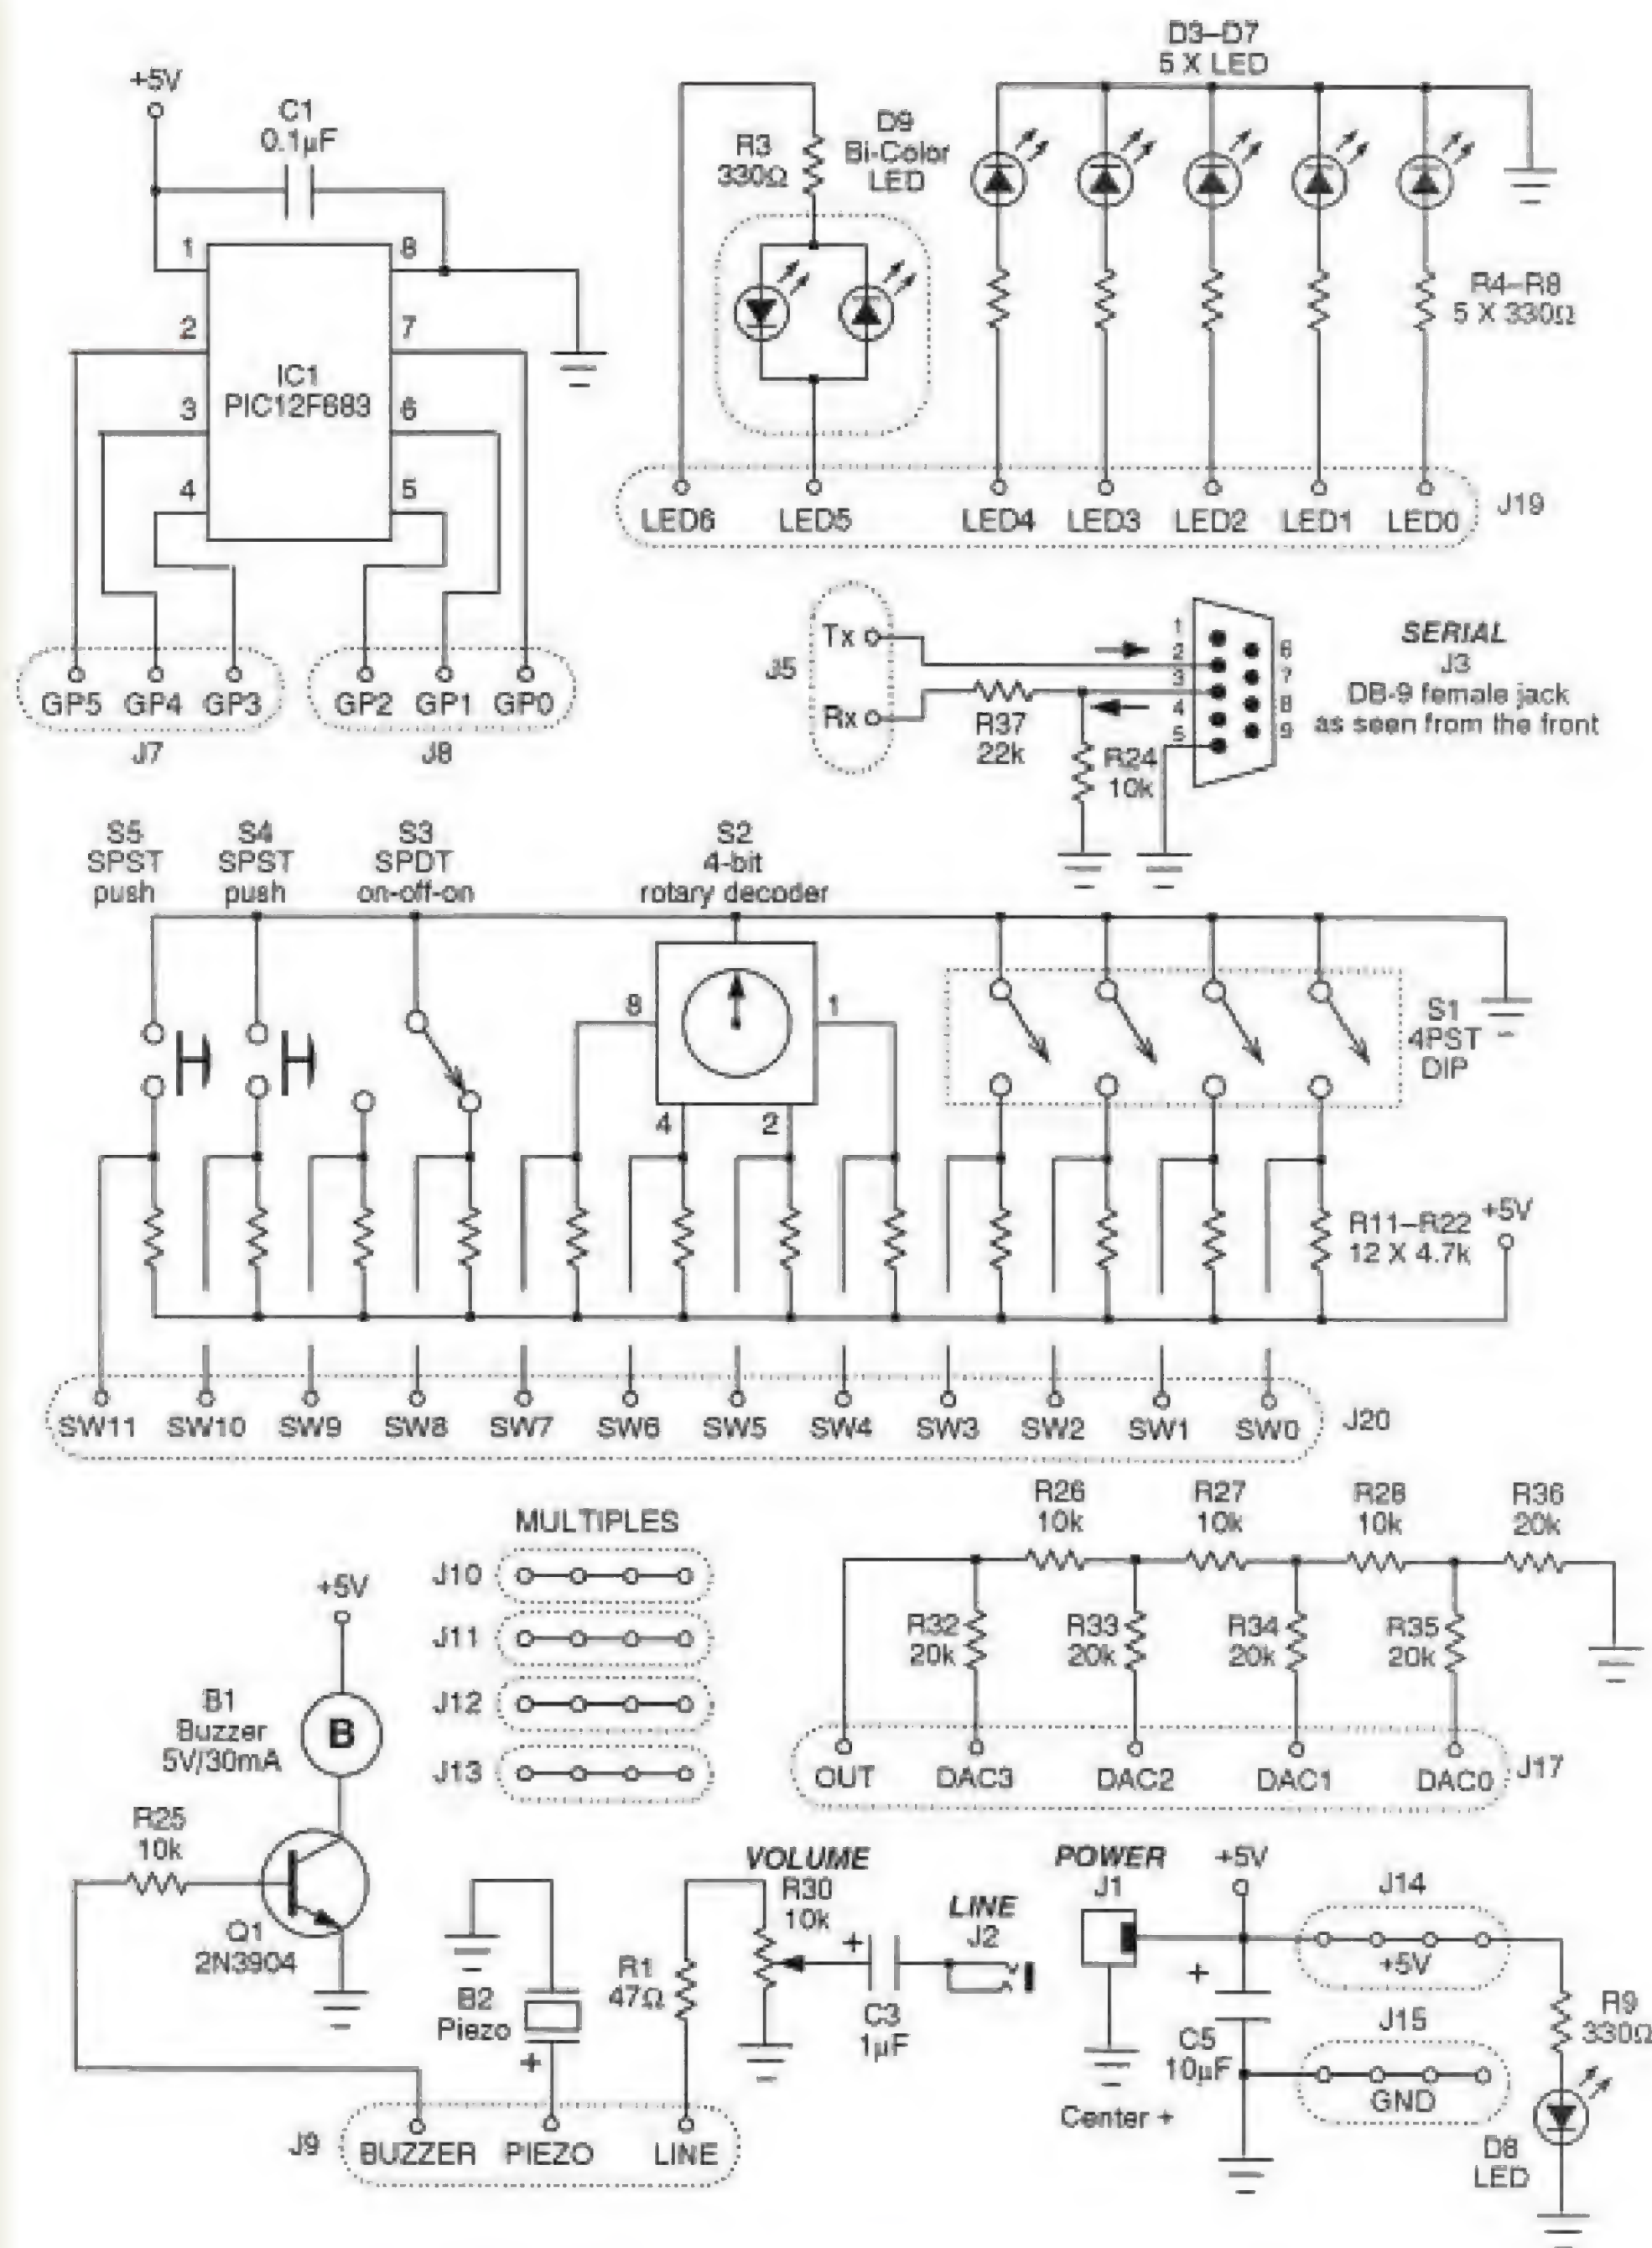 +5V
C1
0.1µF
1
8
2
7
IC1
PIC12F683
3
6
4
5
GP5 GP4 GP3
GP2 GP1 GP0
J7
J8
D3–D7
5 X LED
R3
330Ω
D9
Bi-Color
LED
R4–R8
5 X 330Ω
LED6 LED5 LED4 LED3 LED2 LED1 LED0
J19
Tx
J5
Rx
R37
22k
R24
10k
1
2
3
4
5
6
7
8
9
SERIAL
J3
DB-9 female jack
as seen from the front
S5
SPST
push
S4
SPST
push
S3
SPDT
on-off-on
S2
4-bit
rotary decoder
8
1
4
2
S1
4PST
DIP
R11–R22
12 X 4.7k
+5V
SW11 SW10 SW9 SW8 SW7 SW6 SW5 SW4 SW3 SW2 SW1 SW0
J20
MULTIPLES
J10
J11
J12
J13
R26
10k
R27
10k
R28
10k
R36
20k
R32
20k
R33
20k
R34
20k
R35
20k
OUT DAC3 DAC2 DAC1 DAC0
J17
+5V
B1
Buzzer
5V/30mA
B
R25
10k
Q1
2N3904
B2
Piezo
+
R1
47Ω
VOLUME
R30
10k
+
C3
1µF
LINE
J2
J9
BUZZER PIEZO LINE
POWER
J1
Center +
+5V
+
C5
10µF
J14
+5V
J15
GND
R9
330Ω
D8
LED